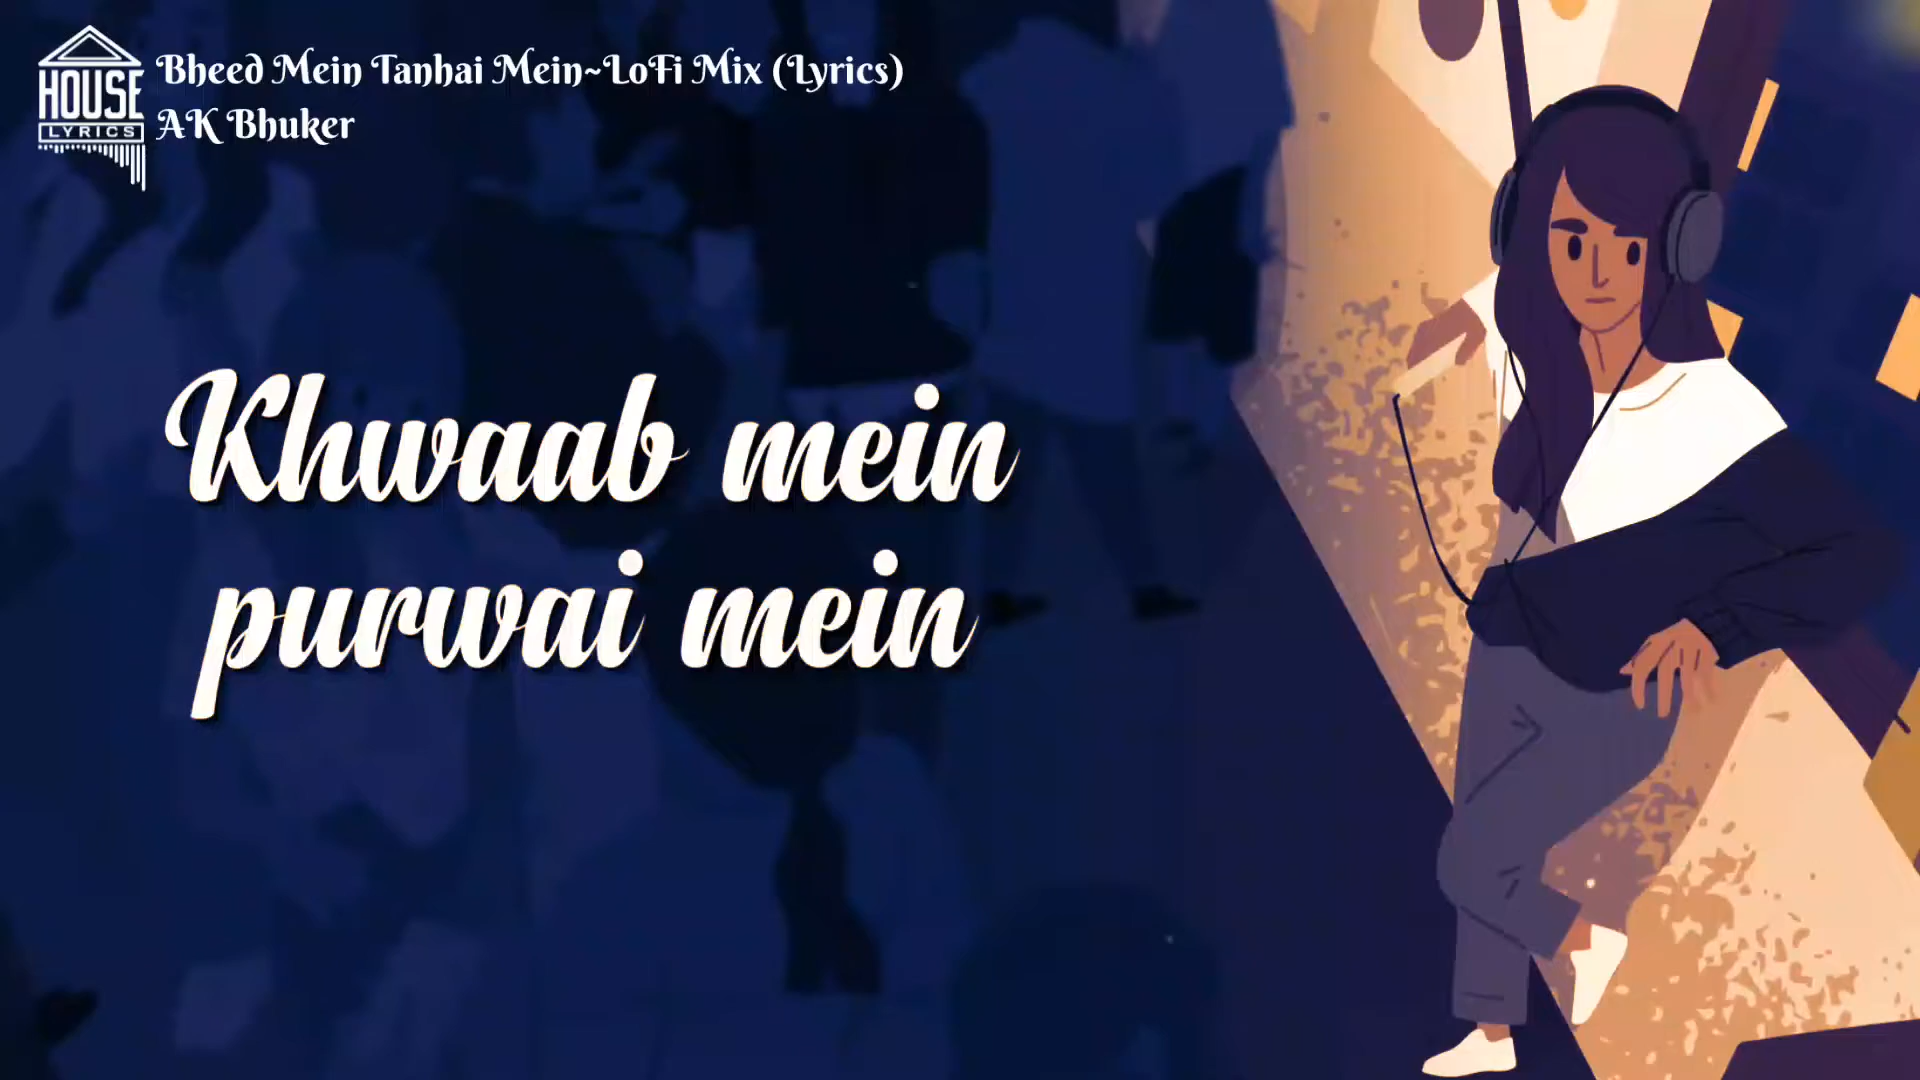 HOUSE
LYRICS
Bheed Mein Tanhai Mein~LoFi Mix (Lyrics)
AK Bhuker
Khwaab mein
purwai mein